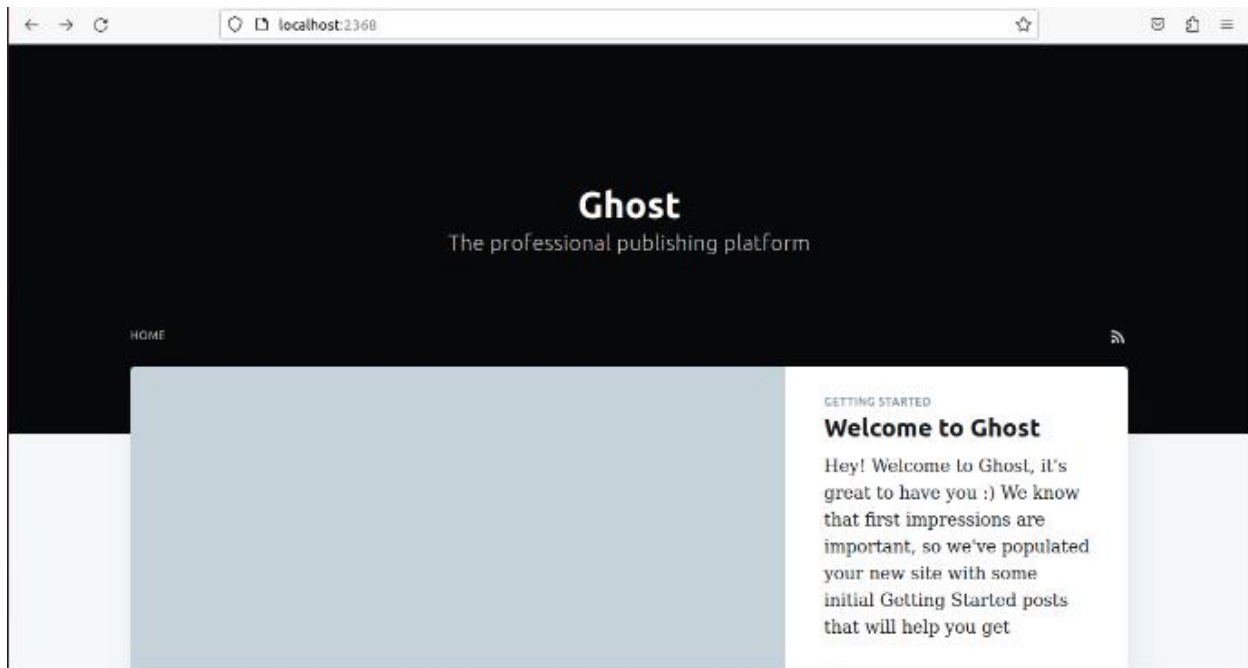 localhost:2368
Ghost
The professional publishing platform
HOME
GETTING STARTED
Welcome to Ghost
Hey! Welcome to Ghost, it's
great to have you :) We know
that first impressions are
important, so we've populated
your new site with some
initial Getting Started posts
that will help you get